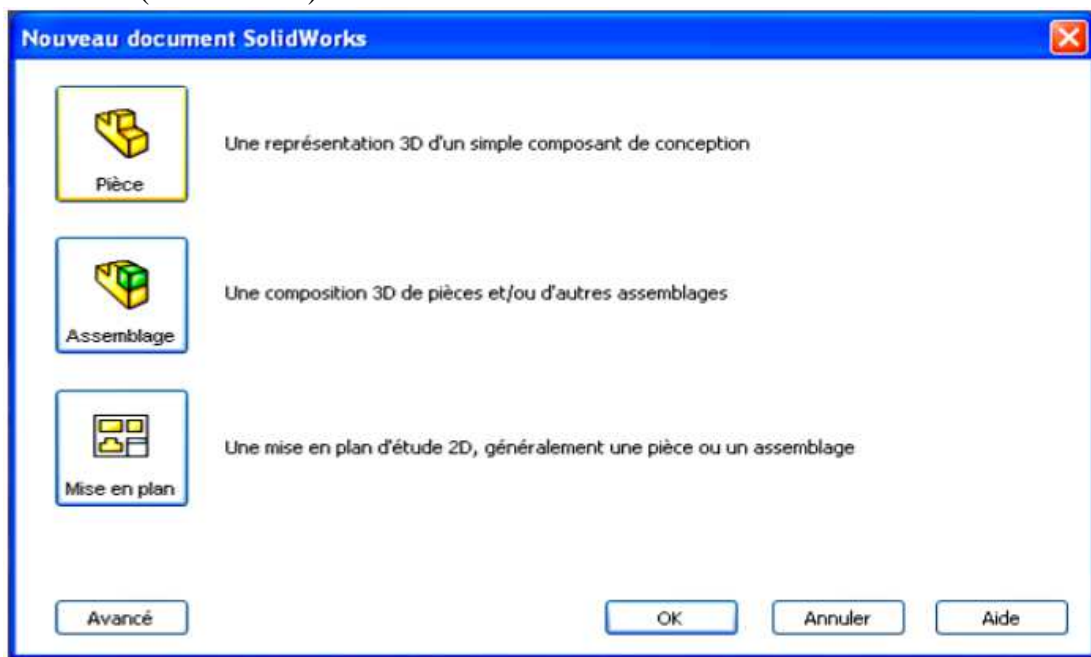 Nouveau document SolidWorks
Pièce
Une représentation 3D d'un simple composant de conception
Assemblage
Une composition 3D de pièces et/ou d'autres assemblages
Mise en plan
Une mise en plan d'étude 2D, généralement une pièce ou un assemblage
Avancé
OK
Annuler
Aide